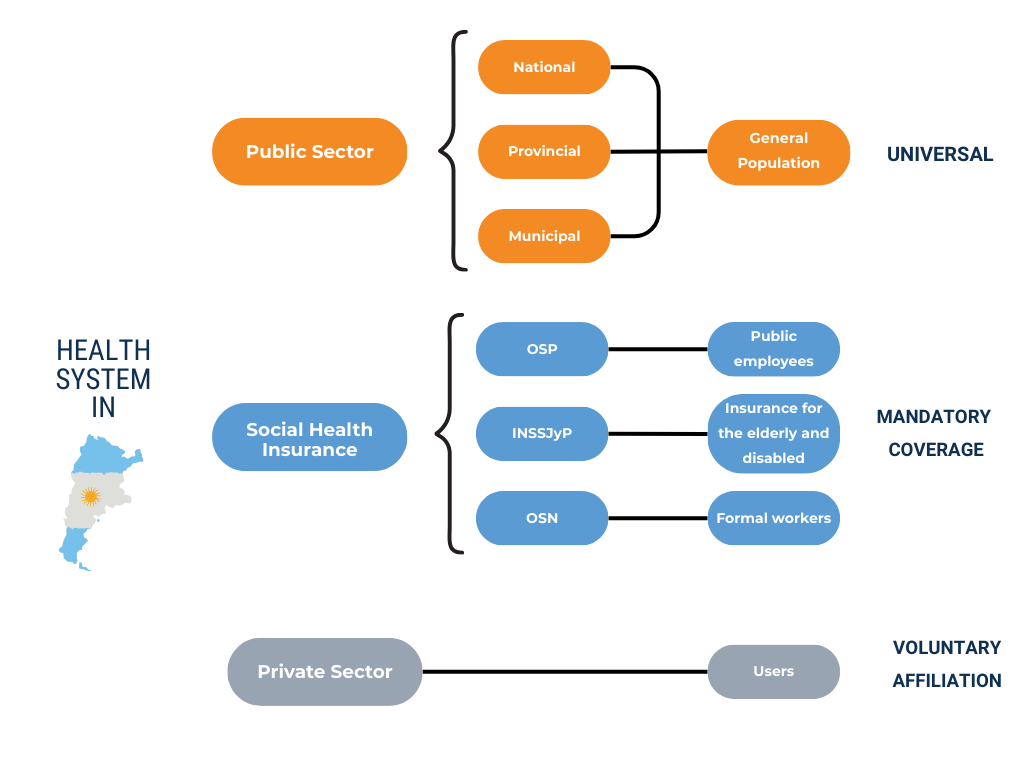 National
Public Sector
Provincial
General
Population
UNIVERSAL
Municipal
HEALTH
SYSTEM
IN
Social Health
Insurance
OSP
Public
employees
INSSJyP
Insurance for
the elderly and
disabled
OSN
Formal workers
MANDATORY
COVERAGE
Private Sector
Users
VOLUNTARY
AFFILIATION